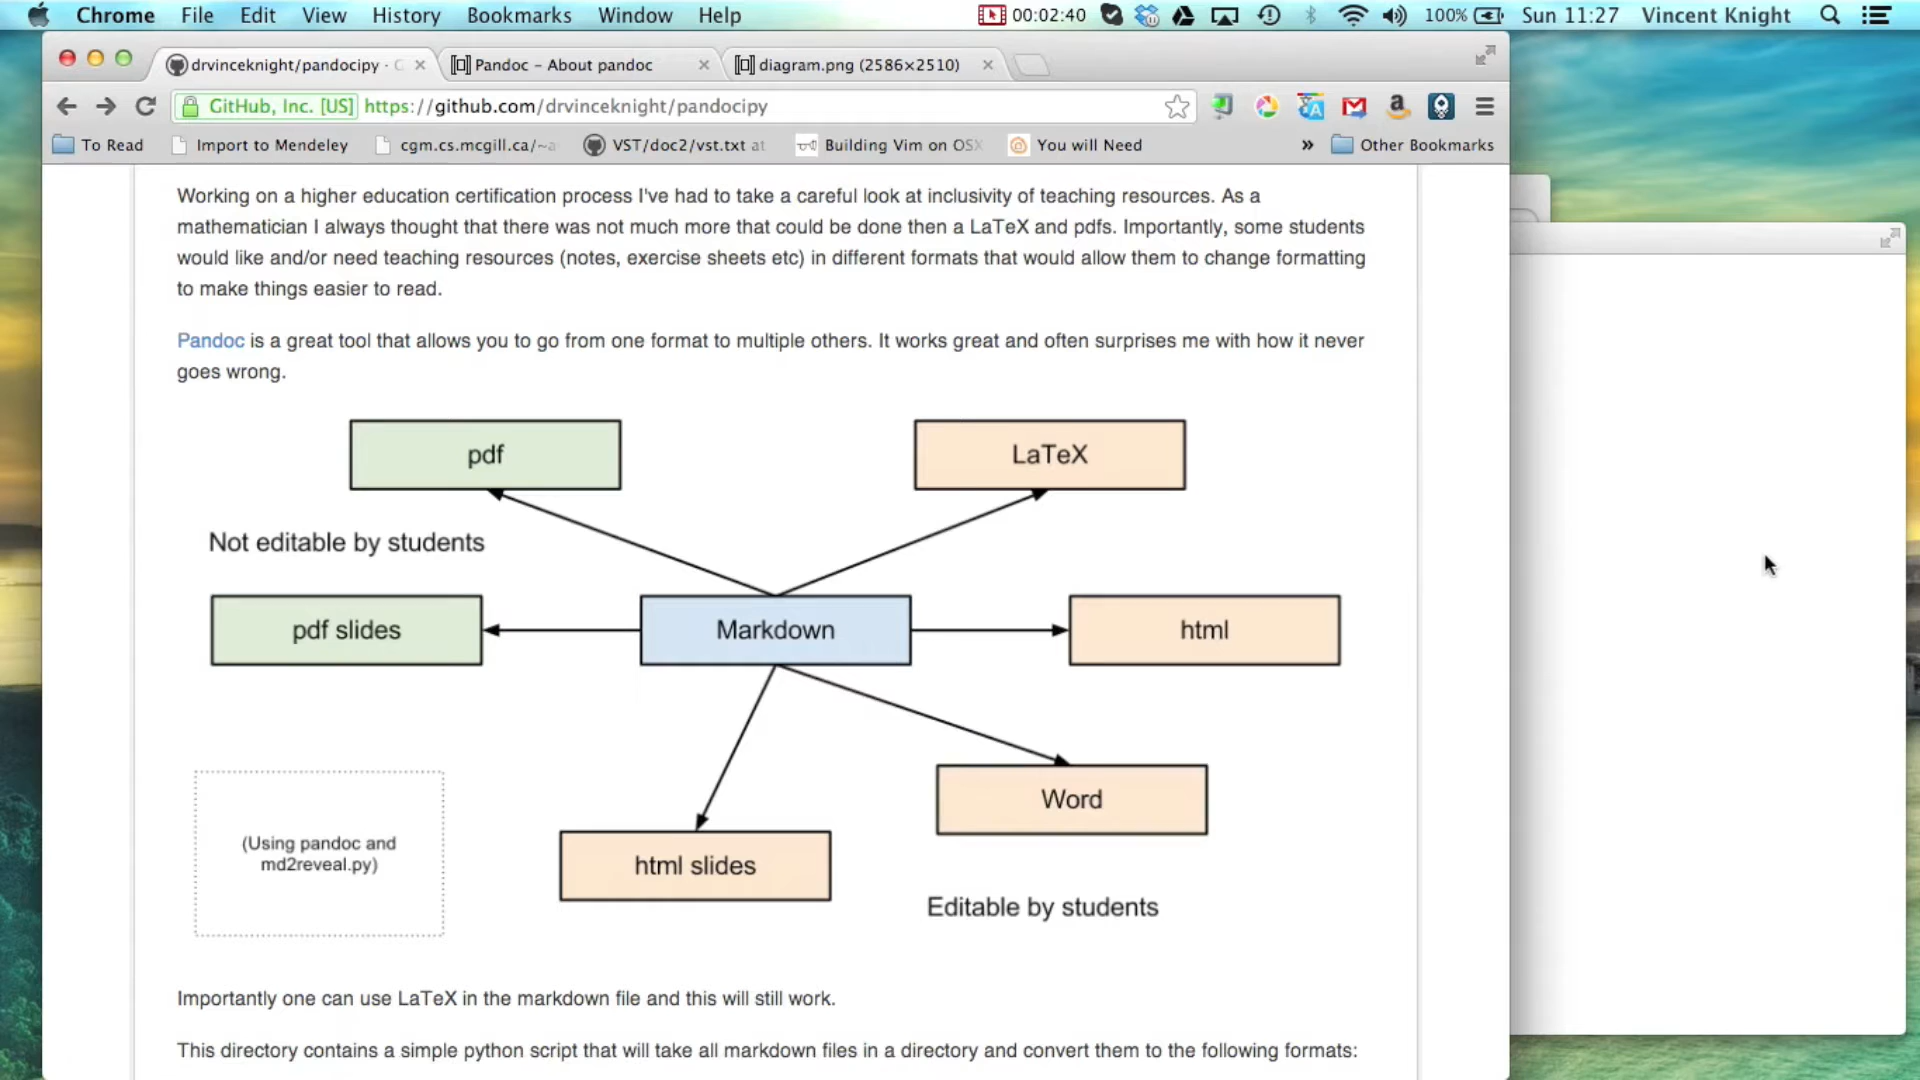 Chrome File Edit View History Bookmarks Window Help 00:02:40 100% Sun 11:27 Vincent Knight
drvinceknight/pandocipy - Pandoc – About pandoc diagram.png (2586×2510)
GitHub, Inc. [US] https://github.com/drvinceknight/pandocipy
To Read Import to Mendeley cgm.cs.mcgill.ca/~a VST/doc2/vst.txt at Building Vim on OSX You will Need » Other Bookmarks
Working on a higher education certification process I've had to take a careful look at inclusivity of teaching resources. As a
mathematician I always thought that there was not much more that could be done then a LaTeX and pdfs. Importantly, some students
would like and/or need teaching resources (notes, exercise sheets etc) in different formats that would allow them to change formatting
to make things easier to read.
Pandoc is a great tool that allows you to go from one format to multiple others. It works great and often surprises me with how it never
goes wrong.
pdf
LaTeX
Not editable by students
pdf slides
Markdown
html
Word
(Using pandoc and
md2reveal.py)
html slides
Editable by students
Importantly one can use LaTeX in the markdown file and this will still work.
This directory contains a simple python script that will take all markdown files in a directory and convert them to the following formats: